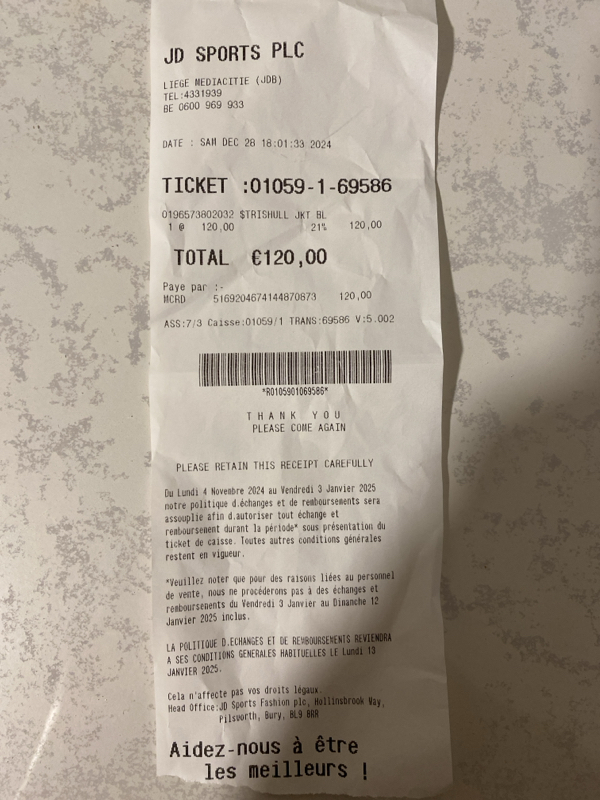 JD SPORTS PLC
LIEGE MEDIACITIE (JDB)
TEL:4331939
BE 0600 969 933
DATE : SAM DEC 28 18:01:33 2024
TICKET :01059-1-69586
0196573802032 $TRISHULL JKT BL
1 @ 120,00 21% 120,00
TOTAL €120,00
Paye par :-
MCRD 5169204674144870873 120,00
ASS:7/3 Caisse:01059/1 TRANS:69586 V:5.002
*R0105901069586*
THANK YOU
PLEASE COME AGAIN
PLEASE RETAIN THIS RECEIPT CAREFULLY
Du Lundi 4 Novembre 2024 au Vendredi 3 Janvier 2025
notre politique d.échanges et de remboursements sera
assouplie afin d.autoriser tout échange et
remboursement durant la période* sous présentation du
ticket de caisse. Toutes autres conditions générales
restent en vigueur.
*Veuillez noter que pour des raisons liées au personnel
de vente, nous ne procéderons pas à des échanges et
remboursements du Vendredi 3 Janvier au Dimanche 12
Janvier 2025 inclus.
LA POLITIQUE D.ECHANGES ET DE REMBOURSEMENTS REVIENDRA
A SES CONDITIONS GENERALES HABITUELLES LE Lundi 13
JANVIER 2025.
Cela n'affecte pas vos droits légaux.
Head Office:JD Sports Fashion plc, Hollinsbrook Way,
Pilsworth, Bury, BL9 8RR
Aidez-nous à être
les meilleurs !